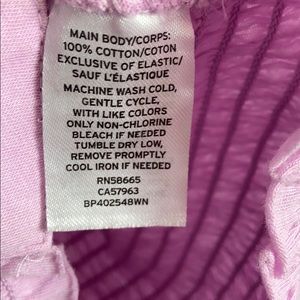 MAIN BODY/CORPS:
100% COTTON/COTON
EXCLUSIVE OF ELASTIC/
SAUF L'ÉLASTIQUE
MACHINE WASH COLD,
GENTLE CYCLE,
WITH LIKE COLORS
ONLY NON-CHLORINE
BLEACH IF NEEDED
TUMBLE DRY LOW,
REMOVE PROMPTLY
COOL IRON IF NEEDED
RN58665
CA57963
BP402548WN